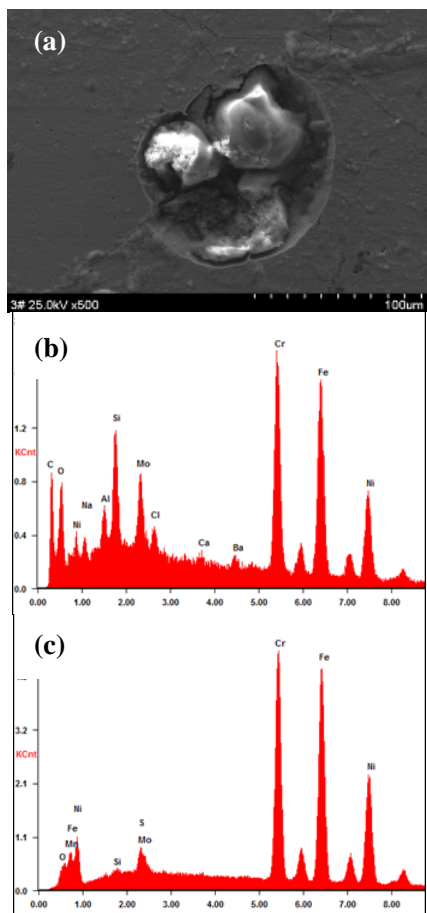 (a)
3# 25.0kV x500 100um
(b)
Cr
Fe
Si
C
O
Mo
Ni
Al
Na
Ni
Cl
Ca
Ba
1.2
KCnt
0.8
0.4
0.0
0.00 1.00 2.00 3.00 4.00 5.00 6.00 7.00 8.00
(c)
Cr
Fe
Ni
Ni
S
Fe
Mn
Mo
O
Si
3.2
KCnt
2.1
1.1
0.0
0.00 1.00 2.00 3.00 4.00 5.00 6.00 7.00 8.00